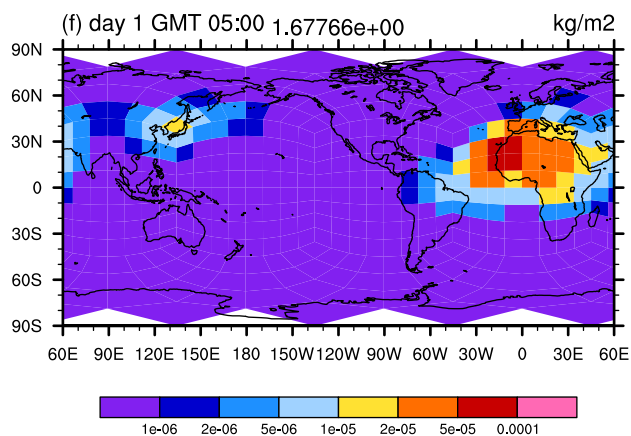 (f) day 1 GMT 05:00 1.67766e+00 kg/m2
90N
60N
30N
0
30S
60S
90S
60E 90E 120E 150E 180 150W 120W 90W 60W 30W 0 30E 60E
1e-06 2e-06 5e-06 1e-05 2e-05 5e-05 0.0001